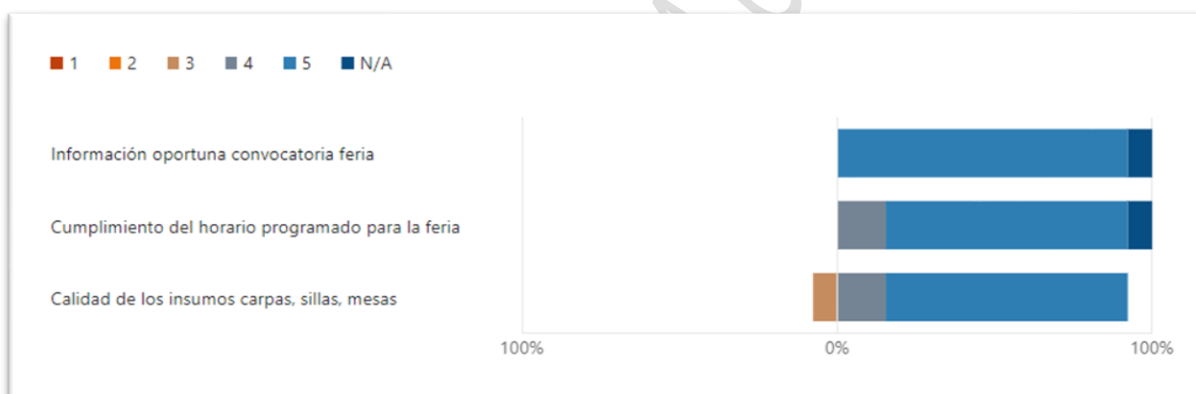 1 2 3 4 5 N/A
Información oportuna convocatoria feria
Cumplimiento del horario programado para la feria
Calidad de los insumos carpas, sillas, mesas
100% 0% 100%